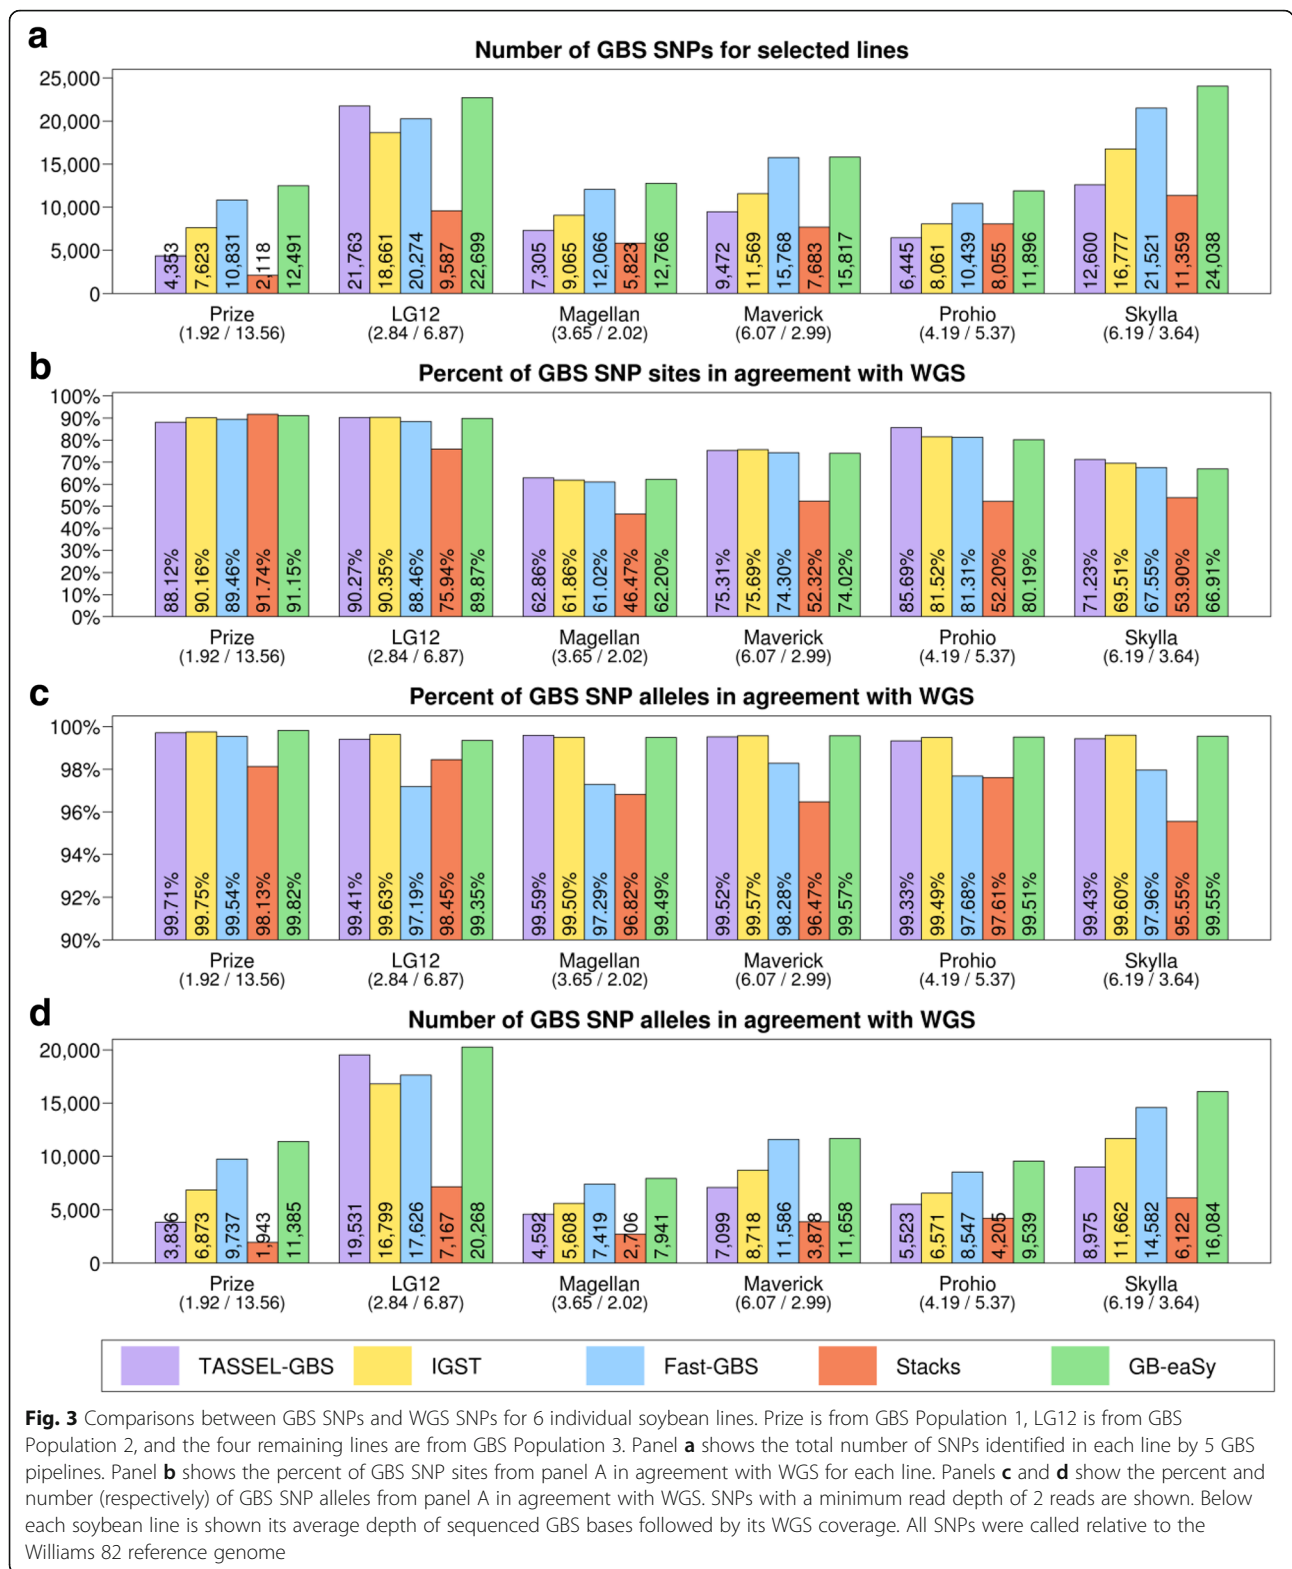 a
Number of GBS SNPs for selected lines
25,000
20,000
15,000
10,000
5,000
0
4,353 7,623 10,831 2,118 12,491
21,763 18,661 20,274 9,587 22,699
7,305 9,065 12,066 5,823 12,766
9,472 11,569 15,768 7,683 15,817
6,445 8,061 10,439 8,055 11,896
12,600 16,777 21,521 11,359 24,038
Prize LG12 Magellan Maverick Prohio Skylla
(1.92 / 13.56) (2.84 / 6.87) (3.65 / 2.02) (6.07 / 2.99) (4.19 / 5.37) (6.19 / 3.64)
b
Percent of GBS SNP sites in agreement with WGS
100%
90%
80%
70%
60%
50%
40%
30%
20%
10%
0%
88.12% 90.16% 89.46% 91.74% 91.15%
90.27% 90.35% 88.46% 75.94% 89.87%
62.86% 61.86% 61.02% 46.47% 62.20%
75.31% 75.69% 74.30% 52.32% 74.02%
85.69% 81.52% 81.31% 52.20% 80.19%
71.23% 69.51% 67.55% 53.90% 66.91%
Prize LG12 Magellan Maverick Prohio Skylla
(1.92 / 13.56) (2.84 / 6.87) (3.65 / 2.02) (6.07 / 2.99) (4.19 / 5.37) (6.19 / 3.64)
c
Percent of GBS SNP alleles in agreement with WGS
100%
98%
96%
94%
92%
90%
99.71% 99.75% 99.54% 98.13% 99.82%
99.41% 99.63% 97.19% 98.45% 99.35%
99.59% 99.50% 97.29% 96.82% 99.49%
99.52% 99.57% 98.28% 96.47% 99.57%
99.33% 99.49% 97.68% 97.61% 99.51%
99.43% 99.60% 97.96% 95.55% 99.55%
Prize LG12 Magellan Maverick Prohio Skylla
(1.92 / 13.56) (2.84 / 6.87) (3.65 / 2.02) (6.07 / 2.99) (4.19 / 5.37) (6.19 / 3.64)
d
Number of GBS SNP alleles in agreement with WGS
20,000
15,000
10,000
5,000
0
3,836 6,873 9,737 1,943 11,385
19,531 16,799 17,626 7,167 20,268
4,592 5,608 7,419 2,706 7,941
7,099 8,718 11,586 3,878 11,658
5,523 6,571 8,547 4,205 9,539
8,975 11,662 14,582 6,122 16,084
Prize LG12 Magellan Maverick Prohio Skylla
(1.92 / 13.56) (2.84 / 6.87) (3.65 / 2.02) (6.07 / 2.99) (4.19 / 5.37) (6.19 / 3.64)
TASSEL-GBS IGST Fast-GBS Stacks GB-eaSy
Fig. 3 Comparisons between GBS SNPs and WGS SNPs for 6 individual soybean lines. Prize is from GBS Population 1, LG12 is from GBS
Population 2, and the four remaining lines are from GBS Population 3. Panel a shows the total number of SNPs identified in each line by 5 GBS
pipelines. Panel b shows the percent of GBS SNP sites from panel A in agreement with WGS for each line. Panels c and d show the percent and
number (respectively) of GBS SNP alleles from panel A in agreement with WGS. SNPs with a minimum read depth of 2 reads are shown. Below
each soybean line is shown its average depth of sequenced GBS bases followed by its WGS coverage. All SNPs were called relative to the
Williams 82 reference genome